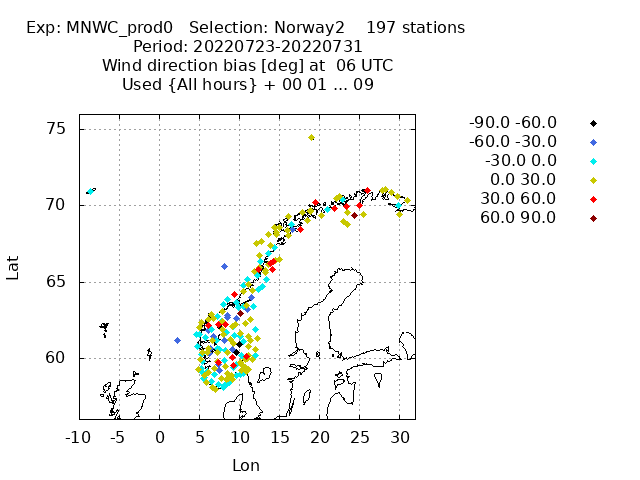 Exp: MNWC_prod0   Selection: Norway2    197 stations
Period: 20220723-20220731
Wind direction bias [deg] at  06 UTC
Used {All hours} + 00 01 ... 09
-90.0 -60.0
-60.0 -30.0
-30.0 0.0
0.0 30.0
30.0 60.0
60.0 90.0
75
70
65
60
Lat
-10 -5 0 5 10 15 20 25 30
Lon